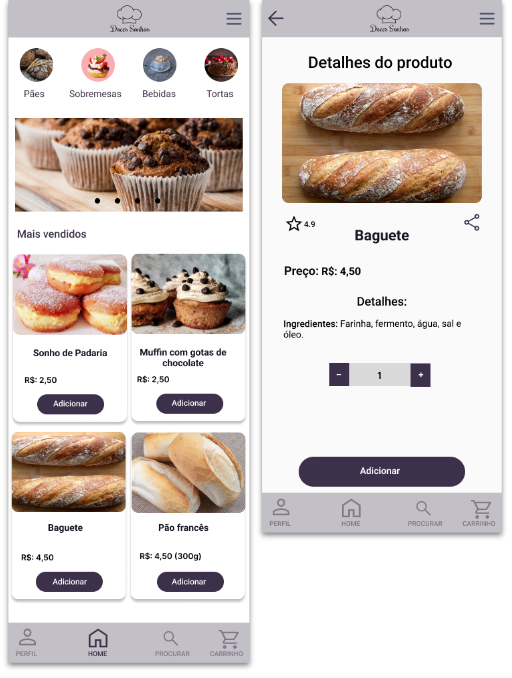 Doces Sonhos
Pães
Sobremesas
Bebidas
Tortas
Mais vendidos
Sonho de Padaria
R$: 2,50
Adicionar
Muffin com gotas de
chocolate
R$: 2,50
Adicionar
Baguete
R$: 4,50
Adicionar
Pão francês
R$: 4,50 (300g)
Adicionar
PERFIL
HOME
PROCURAR
CARRINHO
Doces Sonhos
Detalhes do produto
4.9
Baguete
Preço: R$: 4,50
Detalhes:
Ingredientes: Farinha, fermento, água, sal e
óleo.
- 1 +
Adicionar
PERFIL
HOME
PROCURAR
CARRINHO